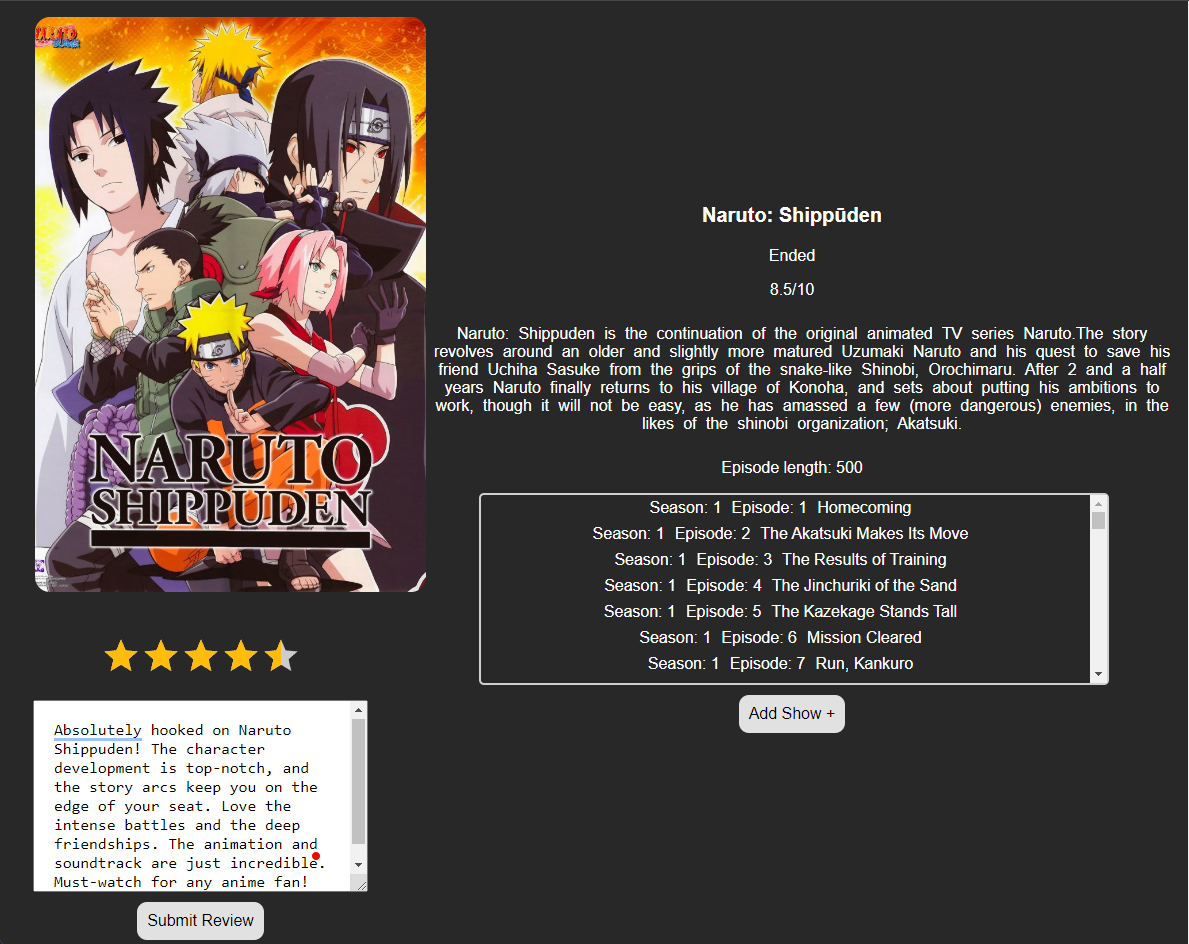 NARUTO
SHIPPUDEN
Naruto: Shippūden
Ended
8.5/10
Naruto: Shippuden is the continuation of the original animated TV series Naruto.The story
revolves around an older and slightly more matured Uzumaki Naruto and his quest to save his
friend Uchiha Sasuke from the grips of the snake-like Shinobi, Orochimaru. After 2 and a half
years Naruto finally returns to his village of Konoha, and sets about putting his ambitions to
work, though it will not be easy, as he has amassed a few (more dangerous) enemies, in the
likes of the shinobi organization; Akatsuki.
Episode length: 500
Season: 1 Episode: 1 Homecoming
Season: 1 Episode: 2 The Akatsuki Makes Its Move
Season: 1 Episode: 3 The Results of Training
Season: 1 Episode: 4 The Jinchuriki of the Sand
Season: 1 Episode: 5 The Kazekage Stands Tall
Season: 1 Episode: 6 Mission Cleared
Season: 1 Episode: 7 Run, Kankuro
Add Show +
Absolutely hooked on Naruto
Shippuden! The character
development is top-notch, and
the story arcs keep you on the
edge of your seat. Love the
intense battles and the deep
friendships. The animation and
soundtrack are just incredible.
Must-watch for any anime fan!
Submit Review